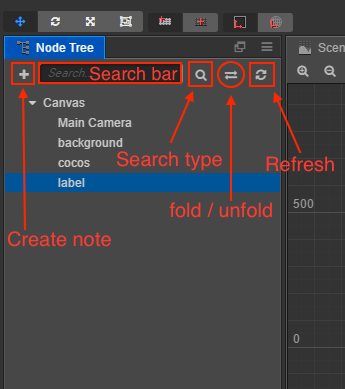 Node Tree
Scen
Search...
Search bar
Canvas
Main Camera
background
cocos
label
Search type
Refresh
fold / unfold
Create note
500
0